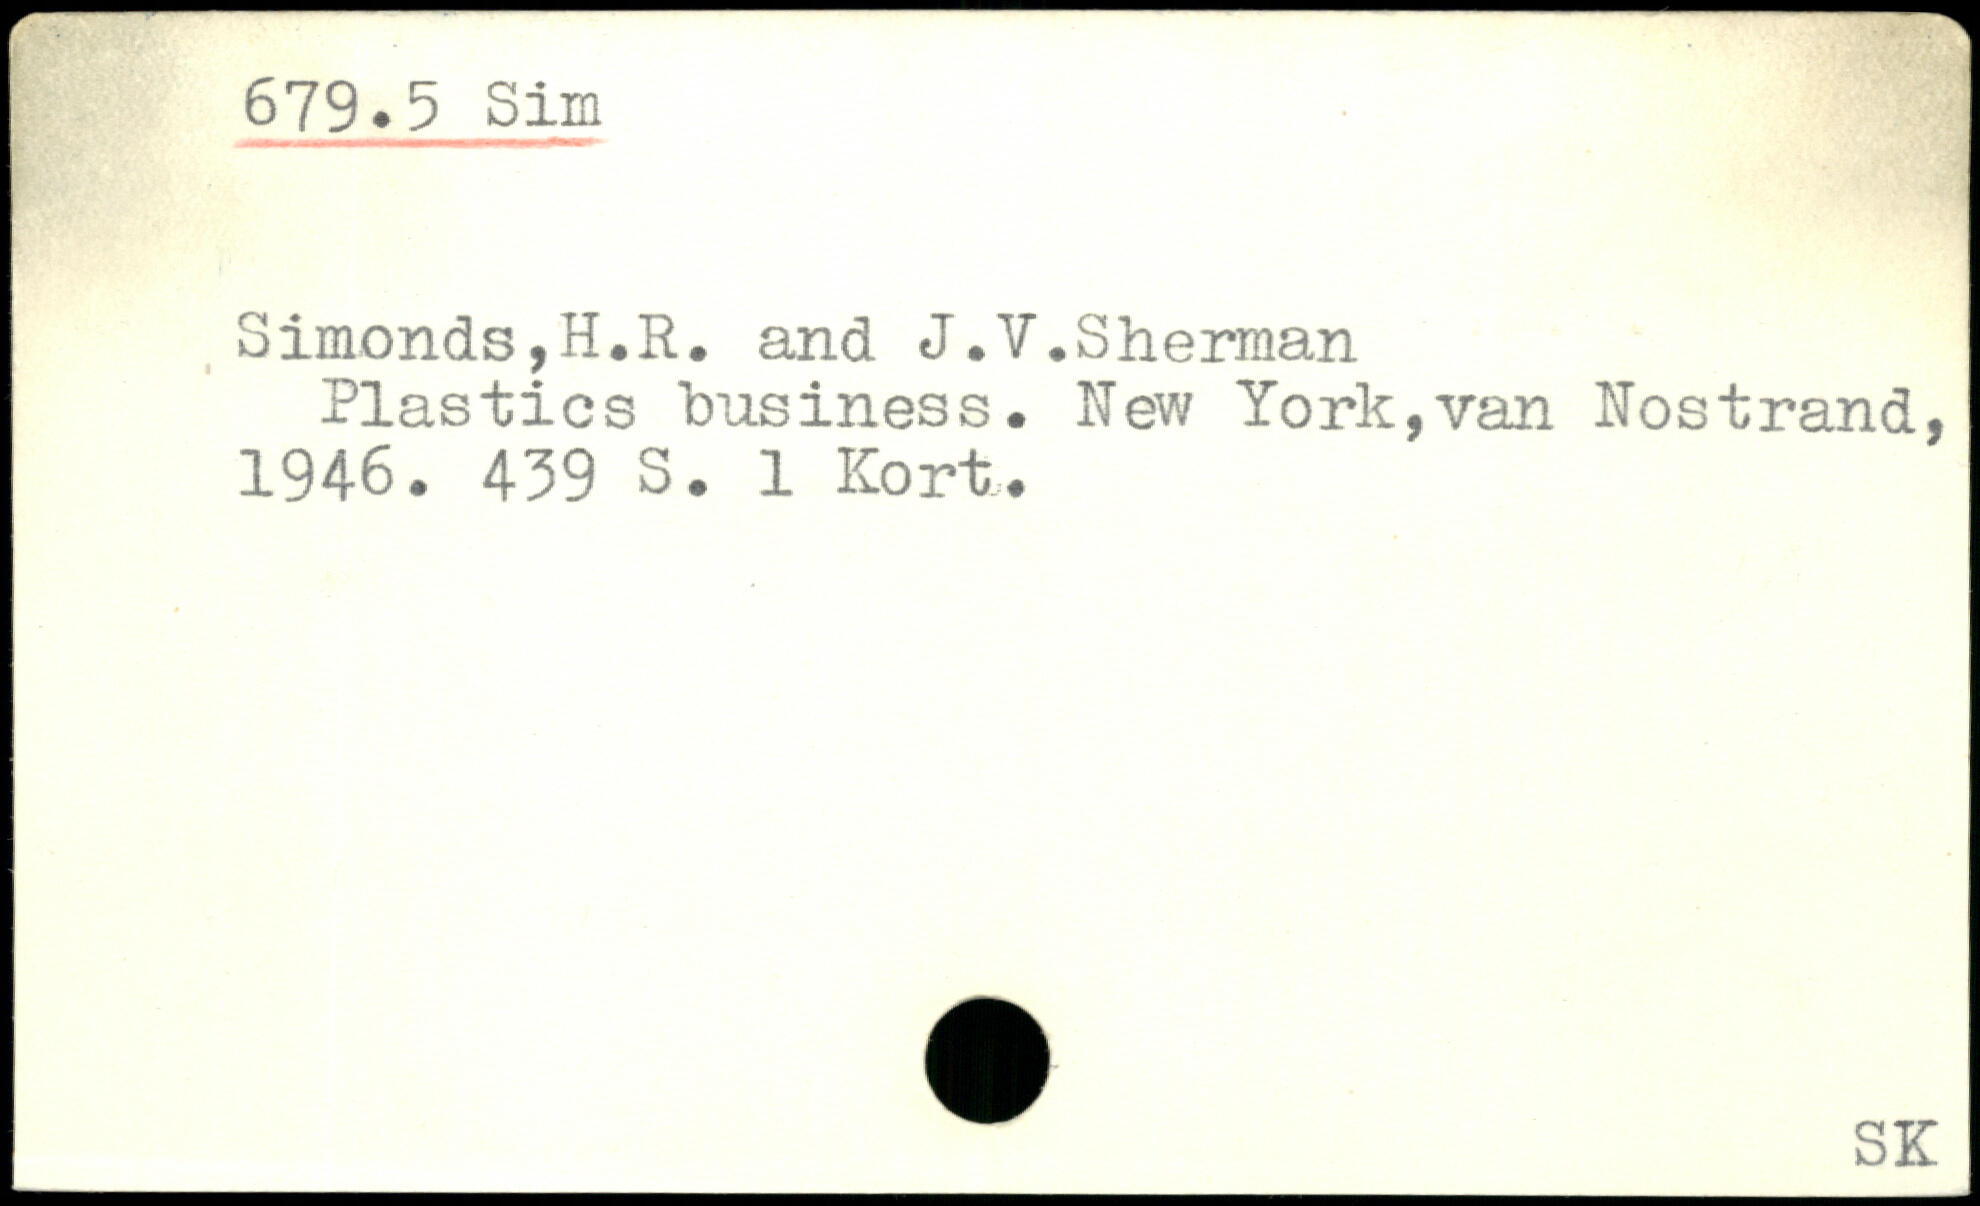 679.5 Sim
Simonds,H.R. and J.V.Sherman
Plastics business. New York,van Nostrand,
1946. 439 S. 1 Kort.
SK